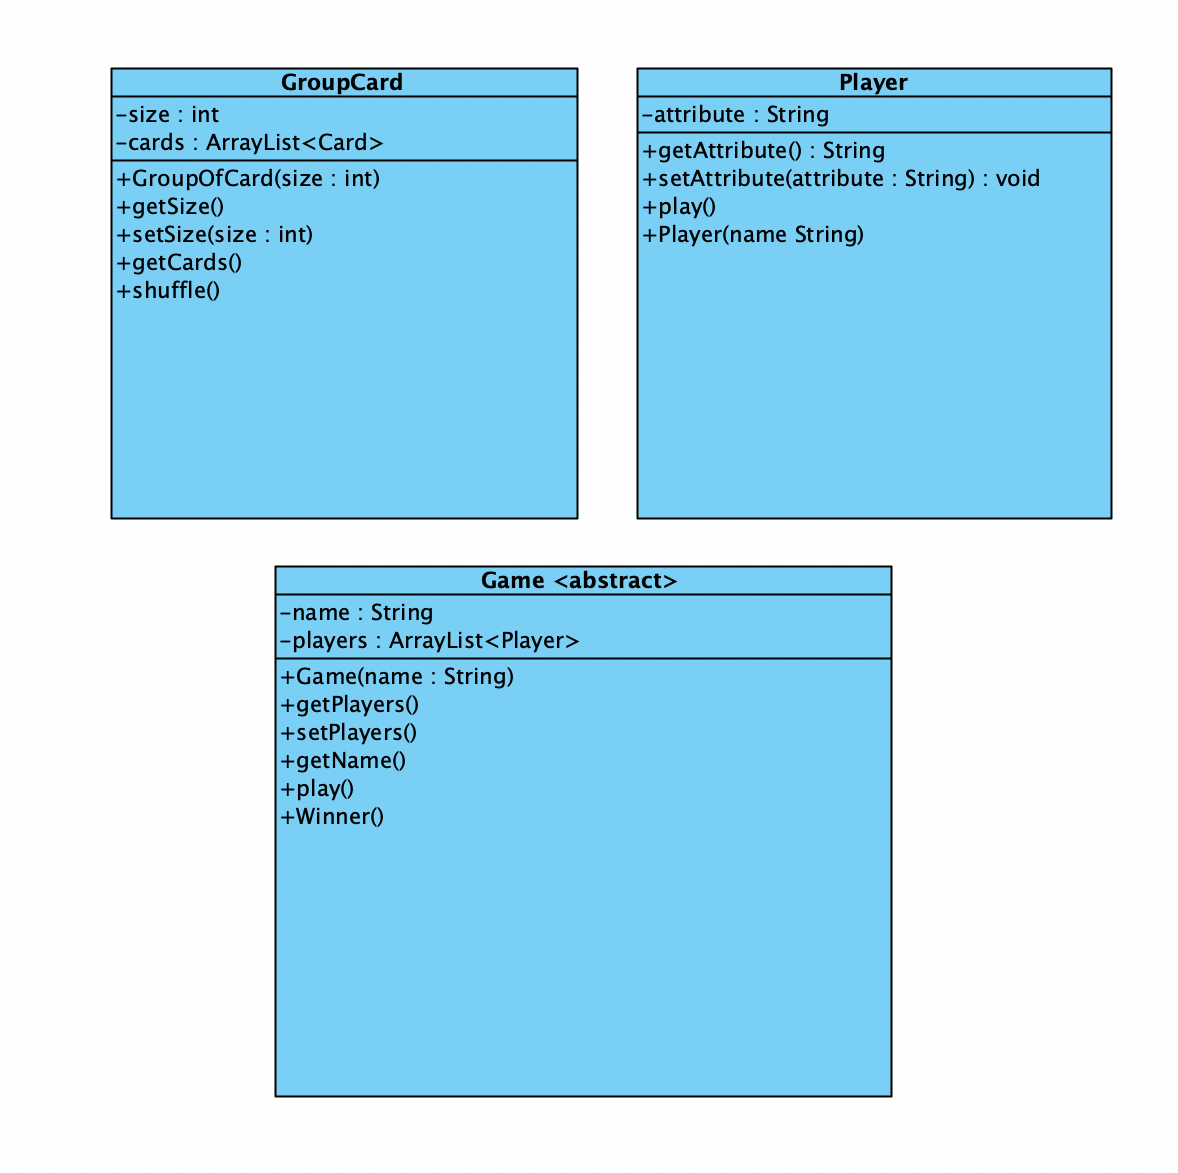 GroupCard
-size : int
-cards : ArrayList<Card>
+GroupOfCard(size : int)
+getSize()
+setSize(size : int)
+getCards()
+shuffle()
Player
-attribute : String
+getAttribute() : String
+setAttribute(attribute : String) : void
+play()
+Player(name String)
Game <abstract>
-name : String
-players : ArrayList<Player>
+Game(name : String)
+getPlayers()
+setPlayers()
+getName()
+play()
+Winner()